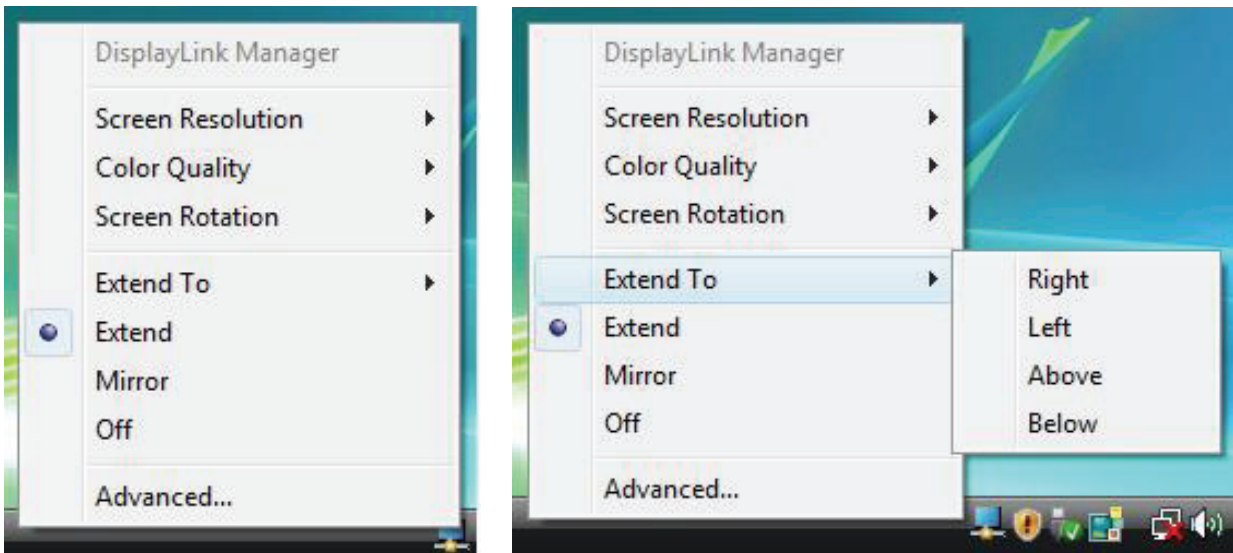 DisplayLink Manager
Screen Resolution
Color Quality
Screen Rotation
Extend To
Extend
Mirror
Off
Advanced...
DisplayLink Manager
Screen Resolution
Color Quality
Screen Rotation
Extend To
Extend
Mirror
Off
Advanced...
Right
Left
Above
Below